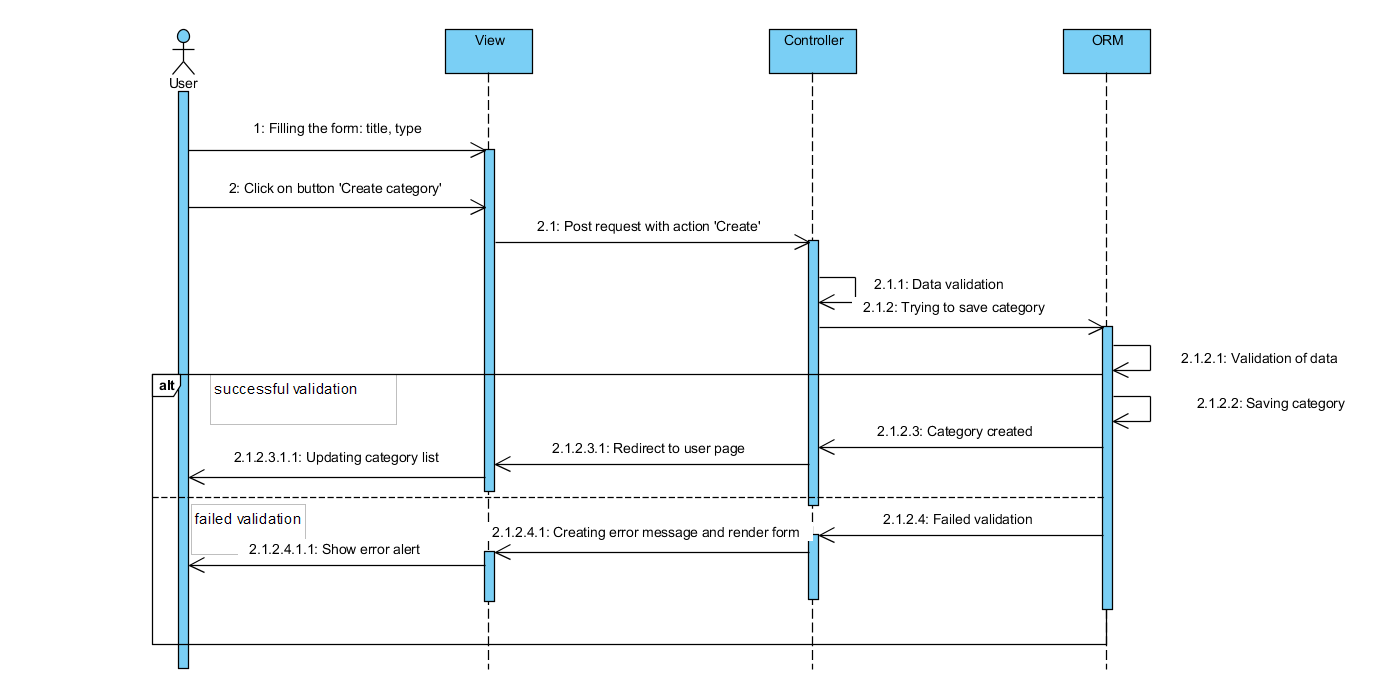 View
Controller
ORM
User
1: Filling the form: title, type
2: Click on button 'Create category'
2.1: Post request with action 'Create'
2.1.1: Data validation
2.1.2: Trying to save category
2.1.2.1: Validation of data
alt
successful validation
2.1.2.2: Saving category
2.1.2.3: Category created
2.1.2.3.1: Redirect to user page
2.1.2.3.1.1: Updating category list
failed validation
2.1.2.4: Failed validation
2.1.2.4.1: Creating error message and render form
2.1.2.4.1.1: Show error alert